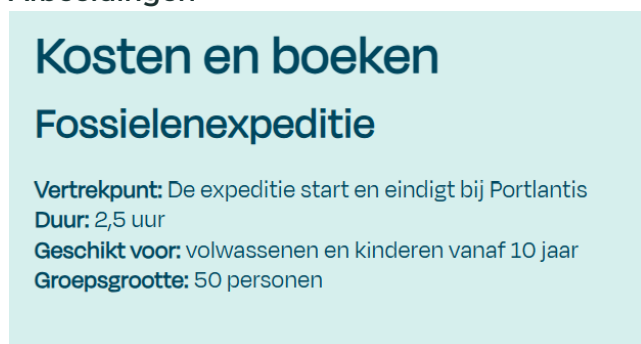 Kosten en boeken
Fossielenexpeditie
Vertrekpunt: De expeditie start en eindigt bij Portlantis
Duur: 2,5 uur
Geschikt voor: volwassenen en kinderen vanaf 10 jaar
Groepsgrootte: 50 personen